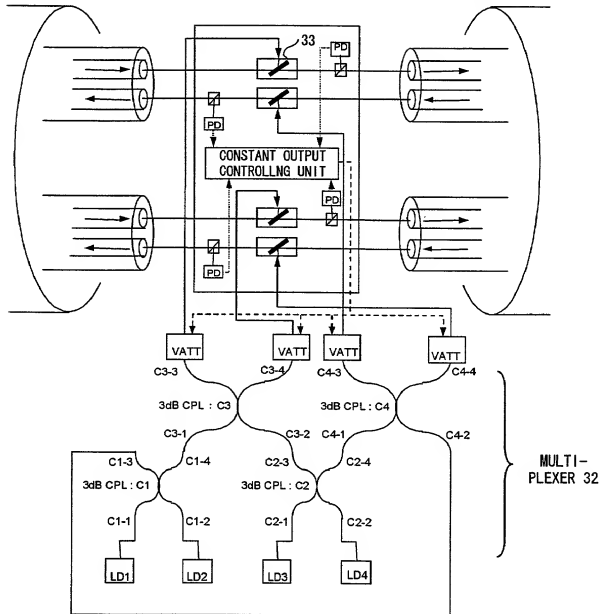 33
PD
PD
CONSTANT OUTPUT
CONTROLLNG UNIT
PD
PD
VATT
VATT
VATT
VATT
C3-3
C3-4
C4-3
C4-4
3dB CPL : C3
3dB CPL : C4
C3-1
C3-2
C4-1
C4-2
C1-3
C1-4
C2-3
C2-4
3dB CPL : C1
3dB CPL : C2
MULTI-
PLEXER 32
C1-1
C1-2
C2-1
C2-2
LD1
LD2
LD3
LD4